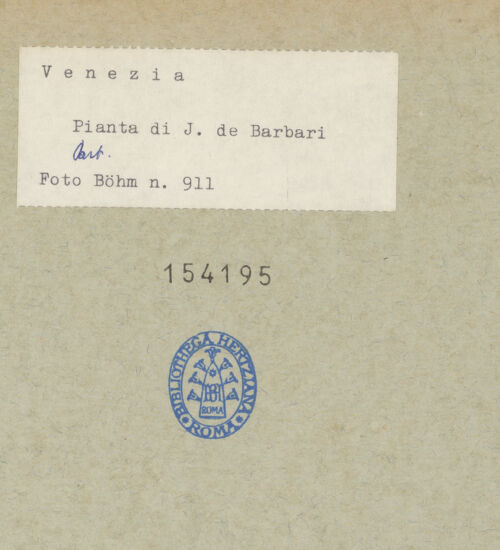 Venezia
Pianta di J. de Barbari
Part.
Foto Böhm n. 911
154195
BIBLIOTHECA HERTZIANA
ROMA
ROMA